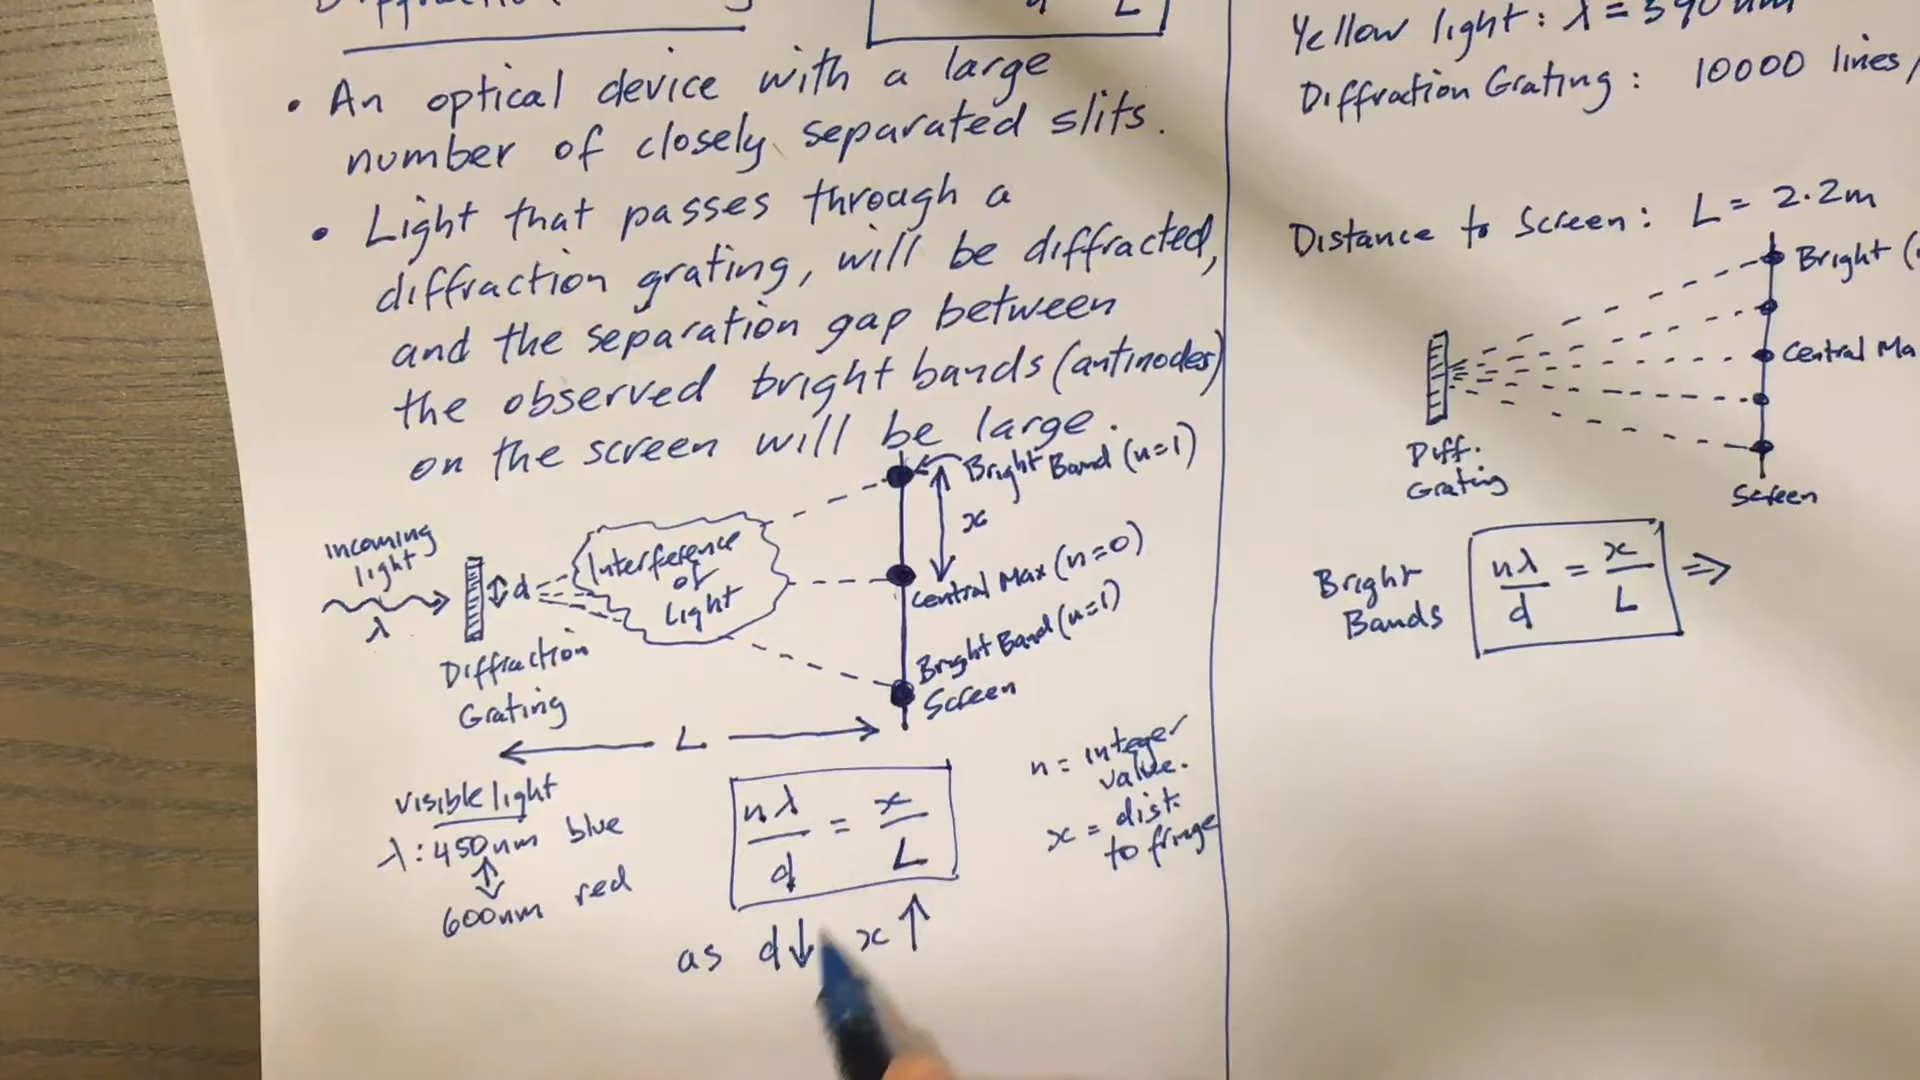 • An optical device with a large
number of closely separated slits.
• Light that passes through a
diffraction grating, will be diffracted,
and the separation gap between
the observed bright bands (antinodes)
on the screen will be large.
Bright Band (n=1)
x
Incoming
light
λ
d
Interference
of
Light
Central Max (n=0)
Bright Band (n=1)
Screen
Diffraction
Grating
L
Visible light
λ: 450nm blue
600nm red
nλ/d = x/L
n = integer
value.
x = dist.
to fringe
as d↓ x↑
Yellow light: λ = 590 nm
Diffraction Grating: 10000 lines/
Distance to Screen: L = 2.2m
Bright (
Central Ma
Diff.
Grating
Screen
Bright
Bands
nλ/d = x/L ⇒